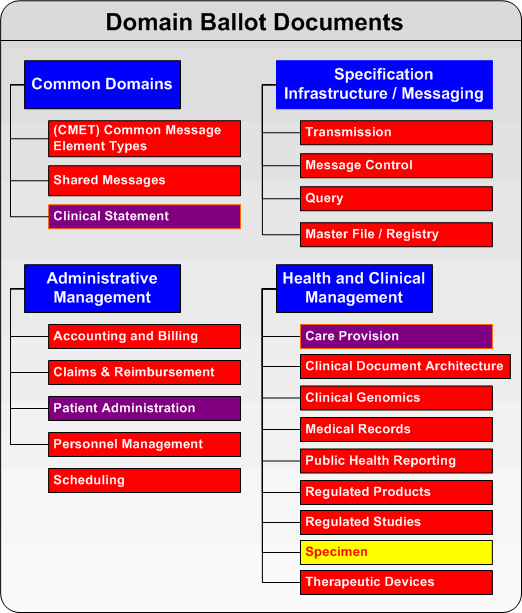 Domain Ballot Documents
Common Domains
(CMET) Common Message
Element Types
Shared Messages
Clinical Statement
Specification
Infrastructure / Messaging
Transmission
Message Control
Query
Master File / Registry
Administrative
Management
Accounting and Billing
Claims & Reimbursement
Patient Administration
Personnel Management
Scheduling
Health and Clinical
Management
Care Provision
Clinical Document Architecture
Clinical Genomics
Medical Records
Public Health Reporting
Regulated Products
Regulated Studies
Specimen
Therapeutic Devices